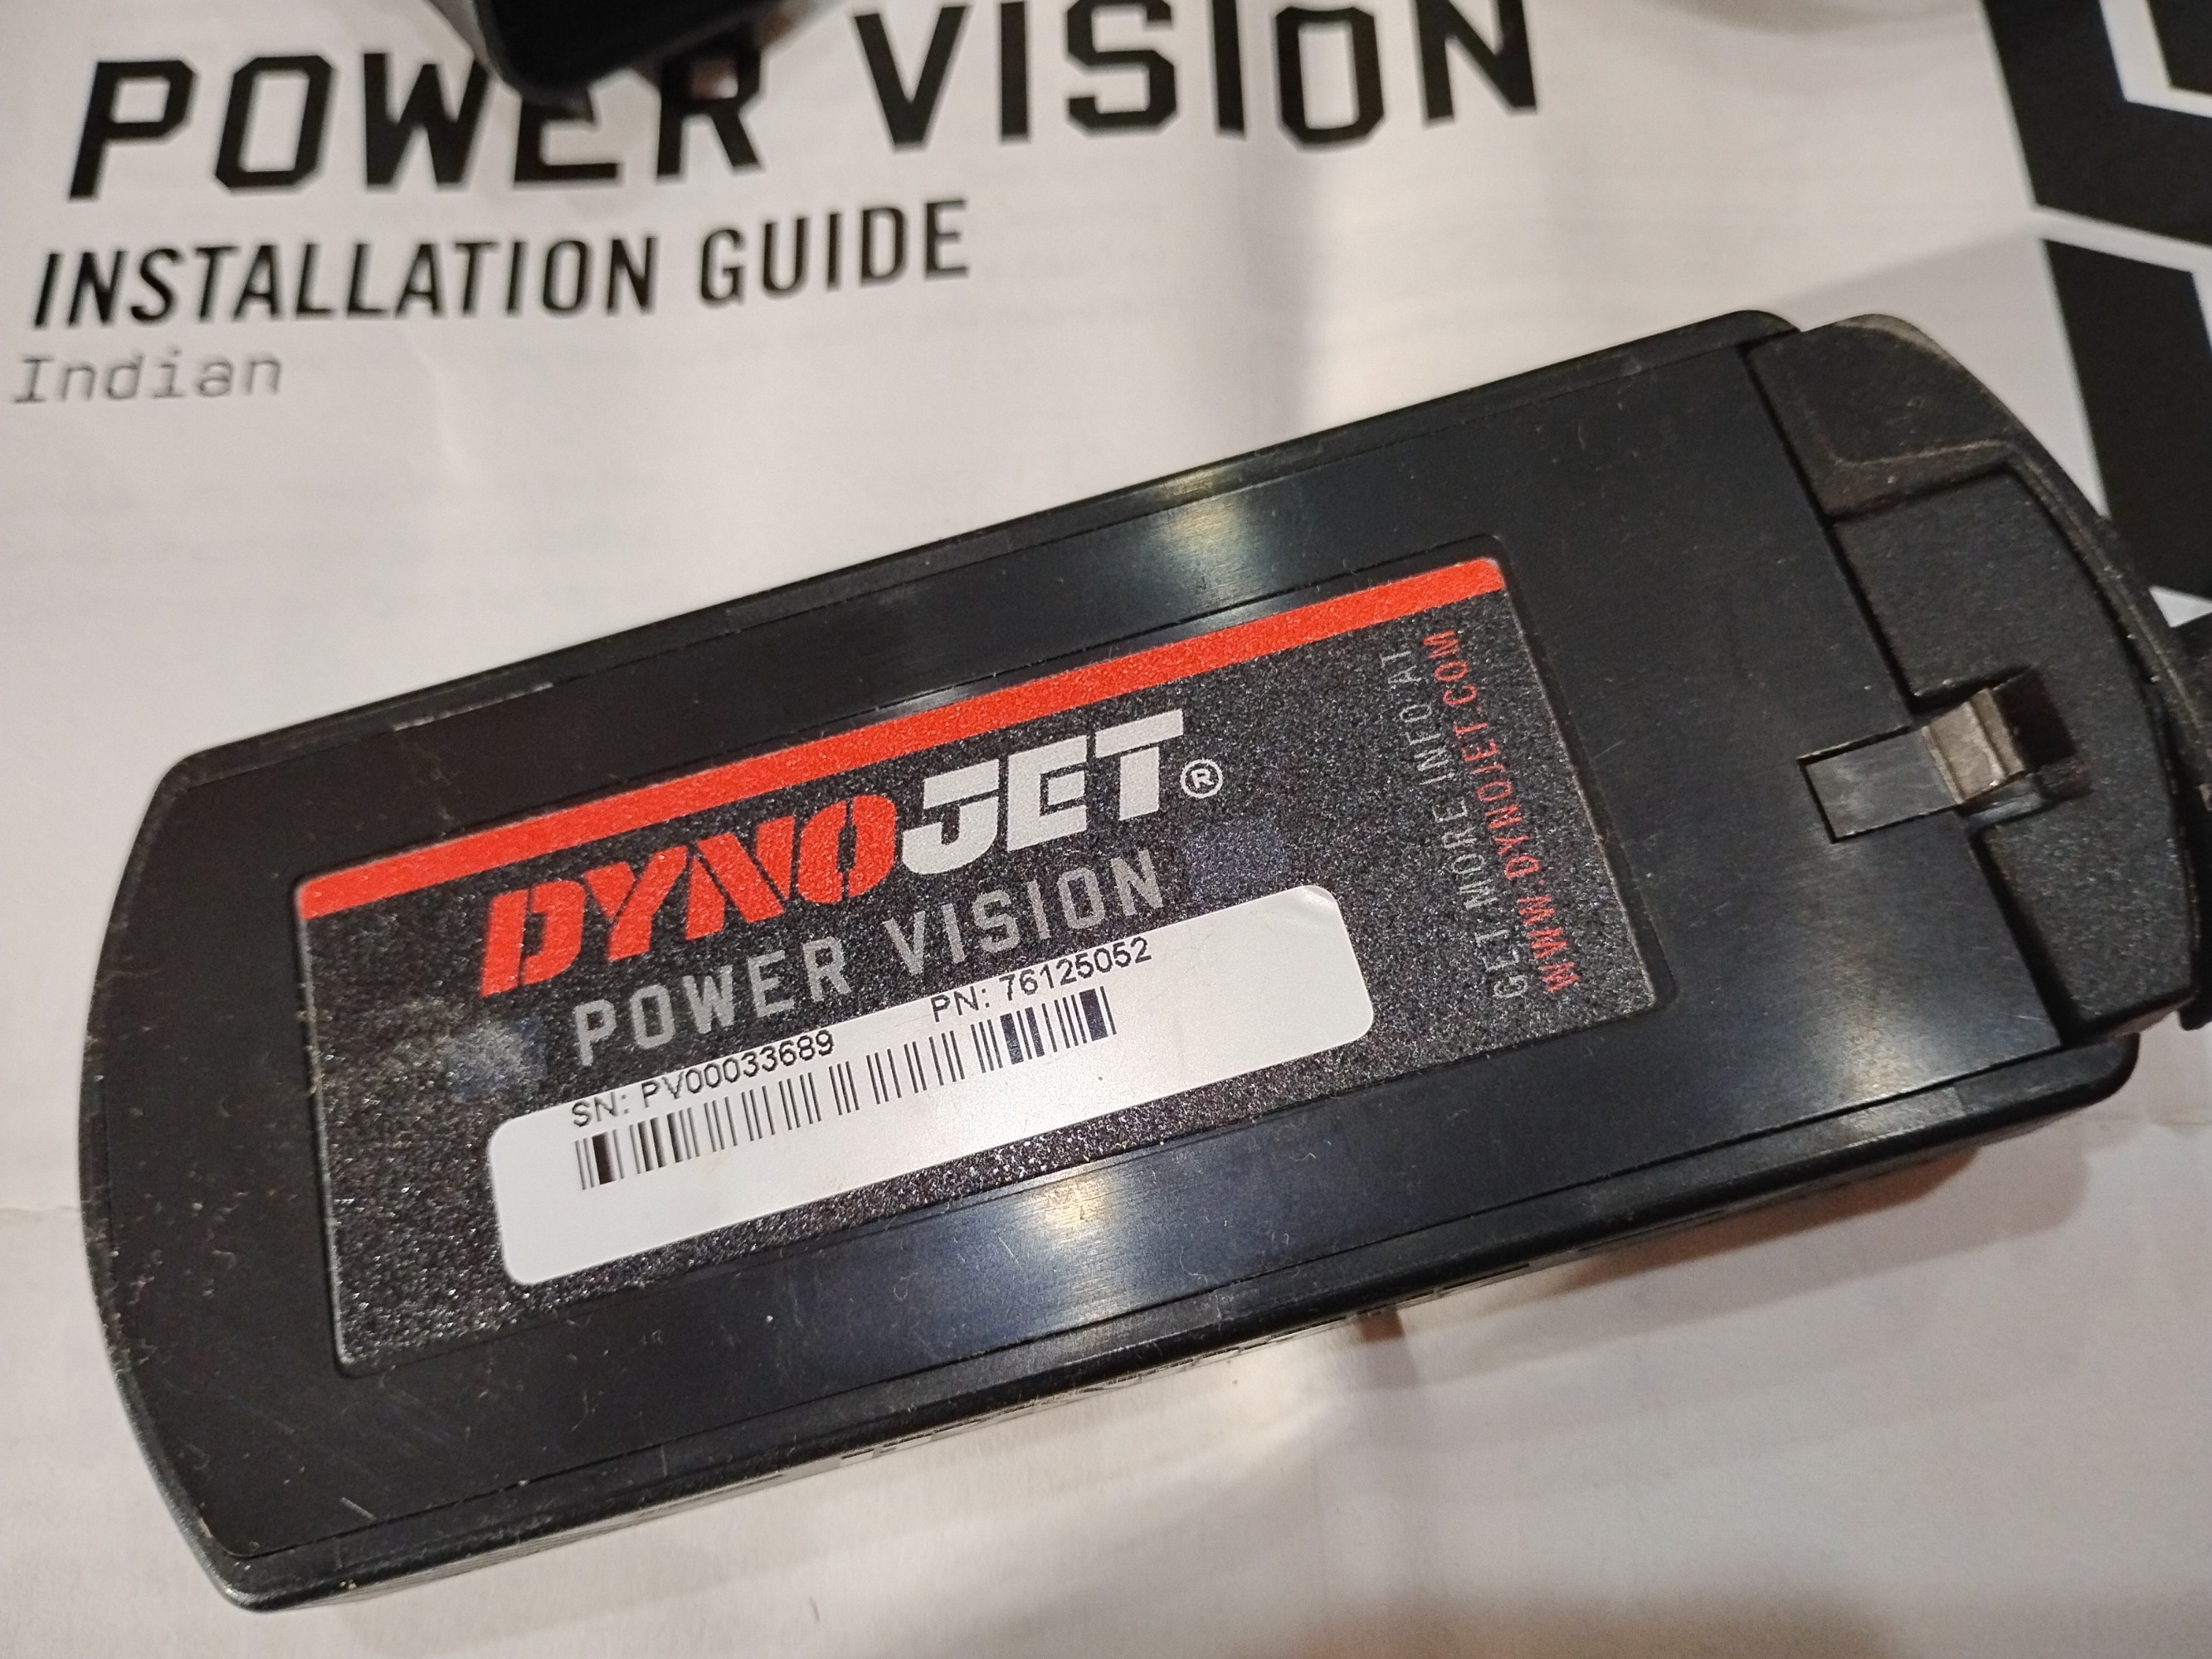 POWER VISION
INSTALLATION GUIDE
Indian
DYNOJET®
POWER VISION
SN: PV00033689 PN: 76125052
GET MORE INFO AT
WWW.DYNOJET.COM